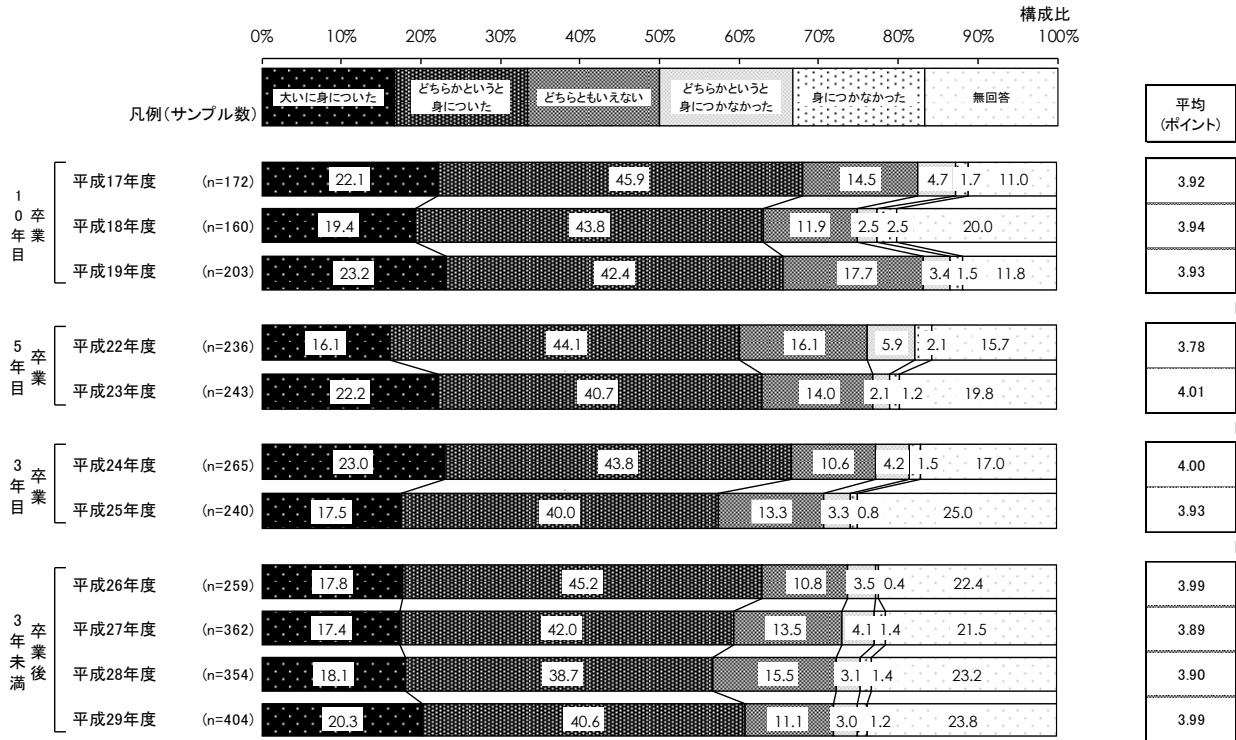 構成比
0% 10% 20% 30% 40% 50% 60% 70% 80% 90% 100%
凡例(サンプル数)
大いに身についた
どちらかというと
身についた
どちらともいえない
どちらかというと
身につかなかった
身につかなかった
無回答
平均
(ポイント)
卒業
10年目
平成17年度 (n=172) 22.1 45.9 14.5 4.7 1.7 11.0 3.92
平成18年度 (n=160) 19.4 43.8 11.9 2.5 2.5 20.0 3.94
平成19年度 (n=203) 23.2 42.4 17.7 3.4 1.5 11.8 3.93
卒業
5年目
平成22年度 (n=236) 16.1 44.1 16.1 5.9 2.1 15.7 3.78
平成23年度 (n=243) 22.2 40.7 14.0 2.1 1.2 19.8 4.01
卒業
3年目
平成24年度 (n=265) 23.0 43.8 10.6 4.2 1.5 17.0 4.00
平成25年度 (n=240) 17.5 40.0 13.3 3.3 0.8 25.0 3.93
卒業後
3年未満
平成26年度 (n=259) 17.8 45.2 10.8 3.5 0.4 22.4 3.99
平成27年度 (n=362) 17.4 42.0 13.5 4.1 1.4 21.5 3.89
平成28年度 (n=354) 18.1 38.7 15.5 3.1 1.4 23.2 3.90
平成29年度 (n=404) 20.3 40.6 11.1 3.0 1.2 23.8 3.99